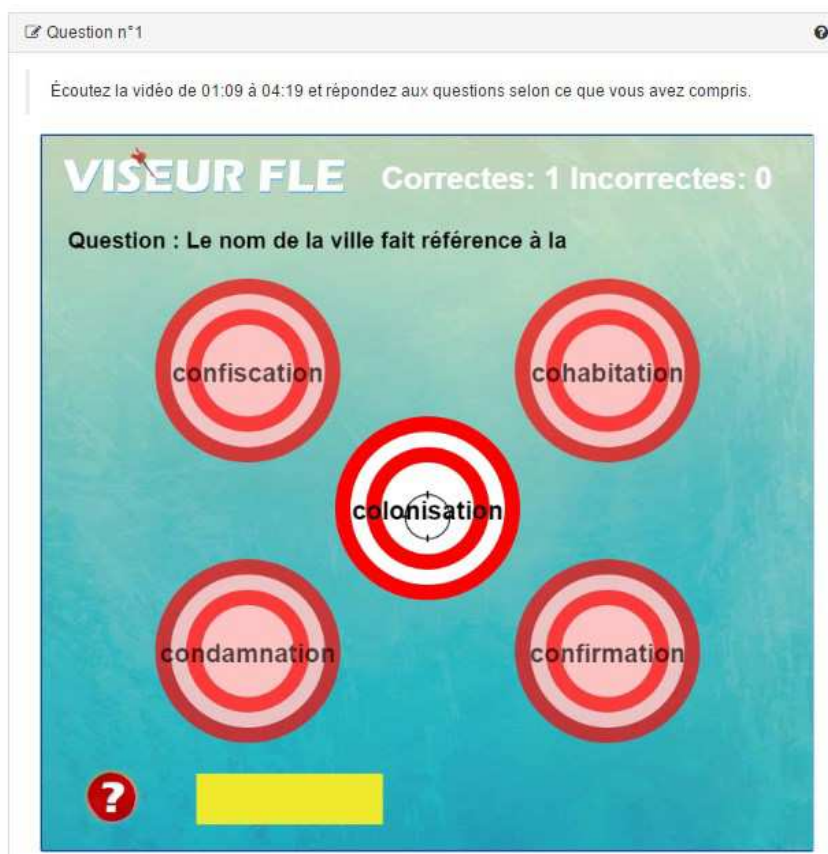 Question n°1
Écoutez la vidéo de 01:09 à 04:19 et répondez aux questions selon ce que vous avez compris.
VISEUR FLE Correctes: 1 Incorrectes: 0
Question : Le nom de la ville fait référence à la
confiscation
cohabitation
colonisation
condamnation
confirmation
?